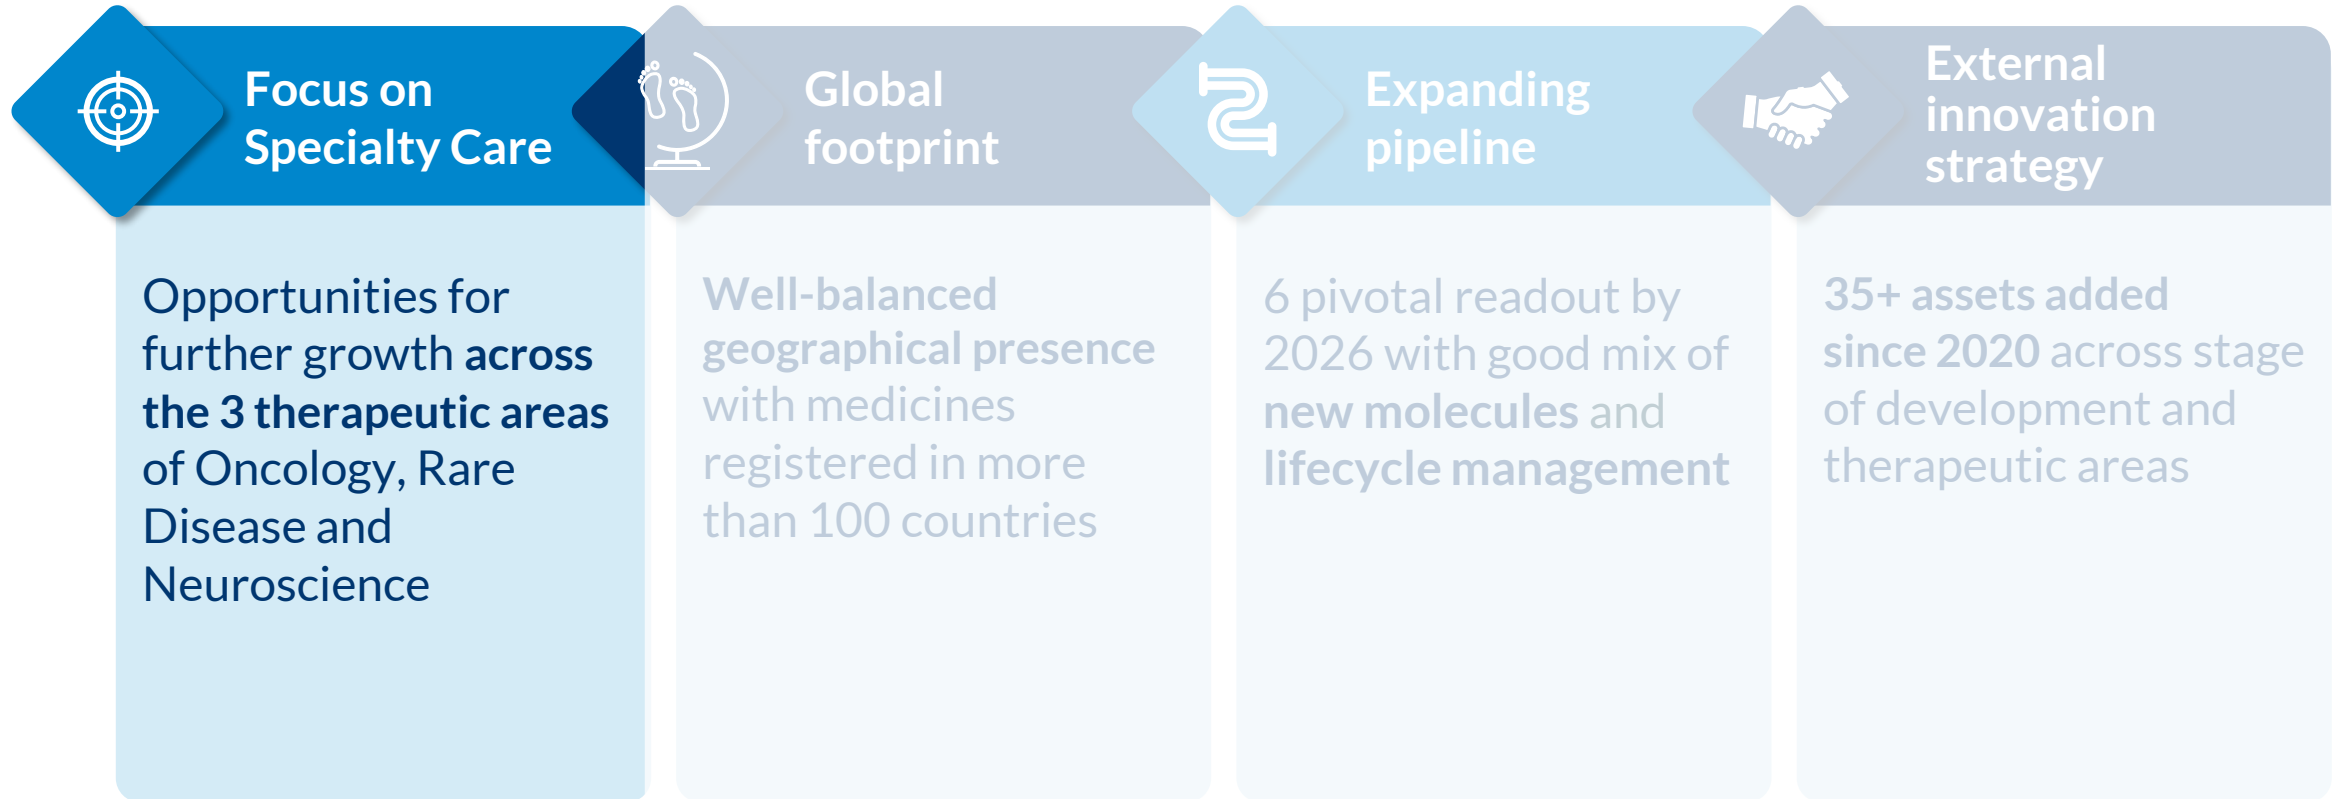 Focus on
Specialty Care
Opportunities for
further growth across
the 3 therapeutic areas
of Oncology, Rare
Disease and
Neuroscience
Global
footprint
Well-balanced
geographical presence
with medicines
registered in more
than 100 countries
Expanding
pipeline
6 pivotal readout by
2026 with good mix of
new molecules and
lifecycle management
External
innovation
strategy
35+ assets added
since 2020 across stage
of development and
therapeutic areas